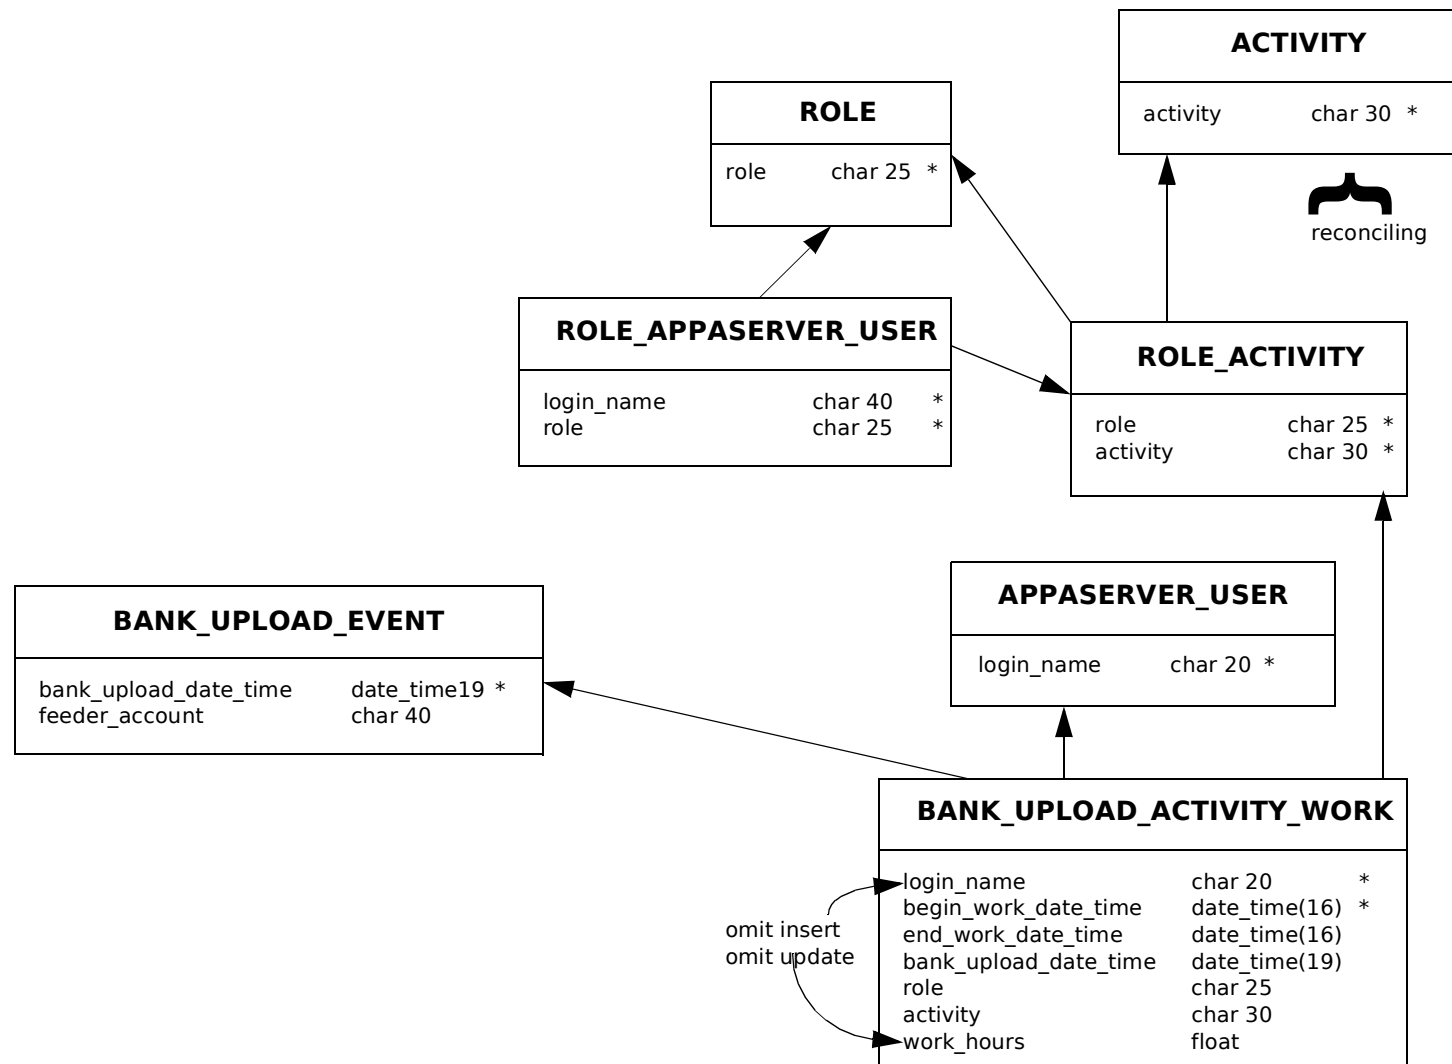 ACTIVITY
activity char 30 *
reconciling
ROLE
role char 25 *
ROLE_APPASERVER_USER
login_name char 40 *
role char 25 *
ROLE_ACTIVITY
role char 25 *
activity char 30 *
BANK_UPLOAD_EVENT
bank_upload_date_time date_time19 *
feeder_account char 40
APPASERVER_USER
login_name char 20 *
BANK_UPLOAD_ACTIVITY_WORK
login_name char 20 *
begin_work_date_time date_time(16) *
end_work_date_time date_time(16)
bank_upload_date_time date_time(19)
role char 25
activity char 30
work_hours float
omit insert
omit update